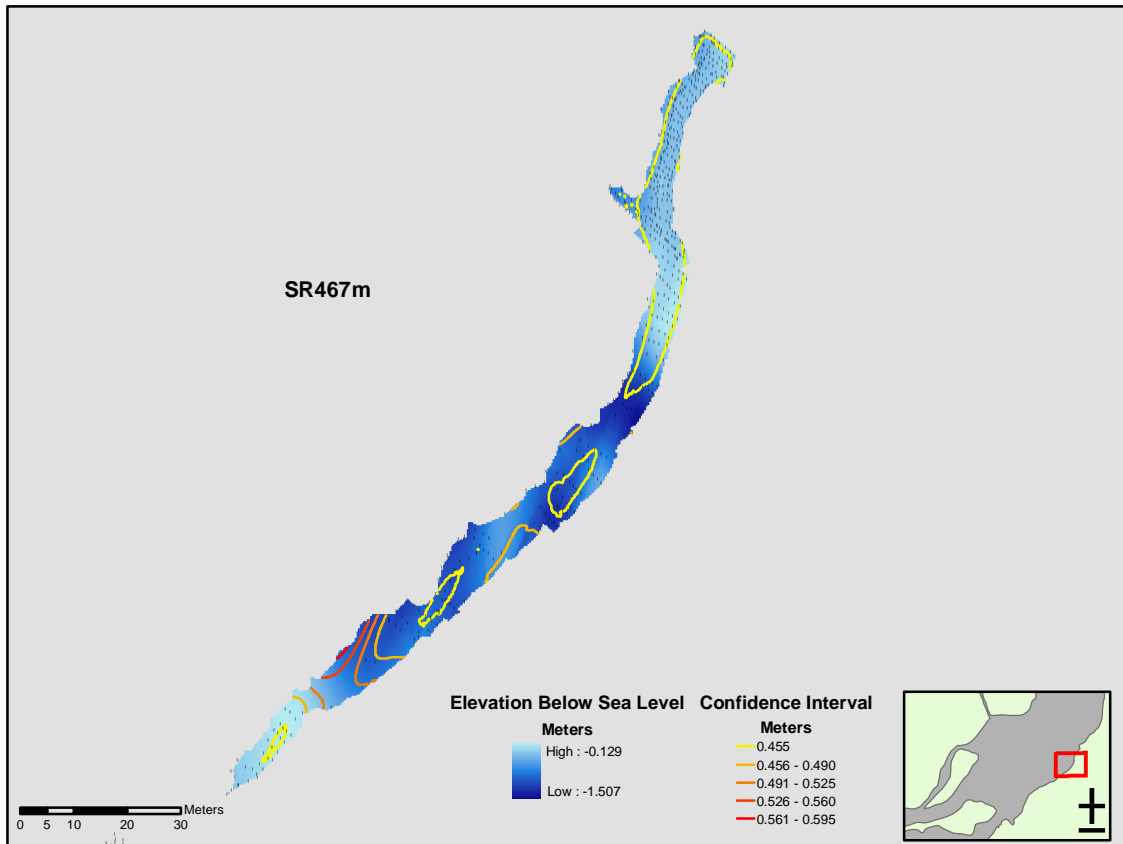 SR467m
Elevation Below Sea Level
Meters
High : -0.129
Low : -1.507
Confidence Interval
Meters
0.455
0.456 - 0.490
0.491 - 0.525
0.526 - 0.560
0.561 - 0.595
Meters
0 5 10 20 30